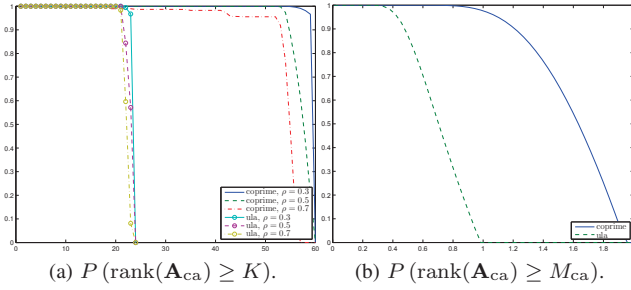 1
0.9
0.8
0.7
0.6
0.5
0.4
0.3
0.2
0.1
0
0 10 20 30 40 50 60
coprime, ρ = 0.3
coprime, ρ = 0.5
coprime, ρ = 0.7
ula, ρ = 0.3
ula, ρ = 0.5
ula, ρ = 0.7
(a) P (rank(A_ca) ≥ K).
1
0.9
0.8
0.7
0.6
0.5
0.4
0.3
0.2
0.1
0
0 0.2 0.4 0.6 0.8 1 1.2 1.4 1.6 1.8
coprime
ula
(b) P (rank(A_ca) ≥ M_ca).